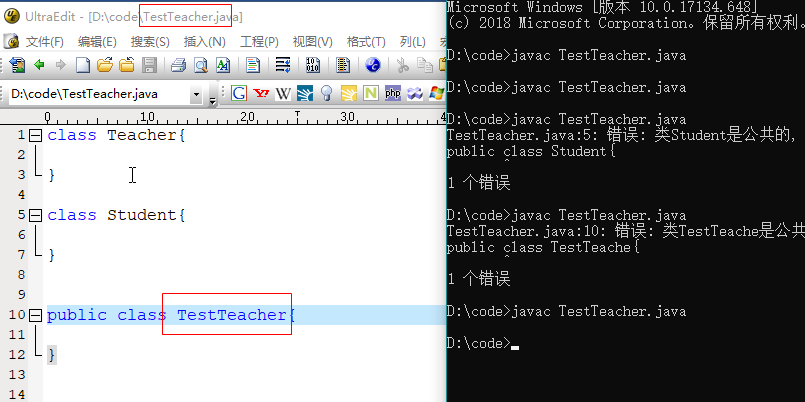 UltraEdit - [D:\code\TestTeacher.java]
文件(F) 编辑(E) 搜索(S) 插入(N) 工程(P) 视图(V) 格式(T) 列(L)
D:\code\TestTeacher.java
0 10 20 30
1 class Teacher{
2
3 }
4
5 class Student{
6
7 }
8
9
10 public class TestTeacher{
11
12 }
13
14
Microsoft Windows [版本 10.0.17134.648]
(c) 2018 Microsoft Corporation。保留所有权利。
D:\code>javac TestTeacher.java
D:\code>javac TestTeacher.java
D:\code>javac TestTeacher.java
TestTeacher.java:5: 错误: 类Student是公共的,
public class Student{
^
1 个错误
D:\code>javac TestTeacher.java
TestTeacher.java:10: 错误: 类TestTeache是公共
public class TestTeache{
^
1 个错误
D:\code>javac TestTeacher.java
D:\code>